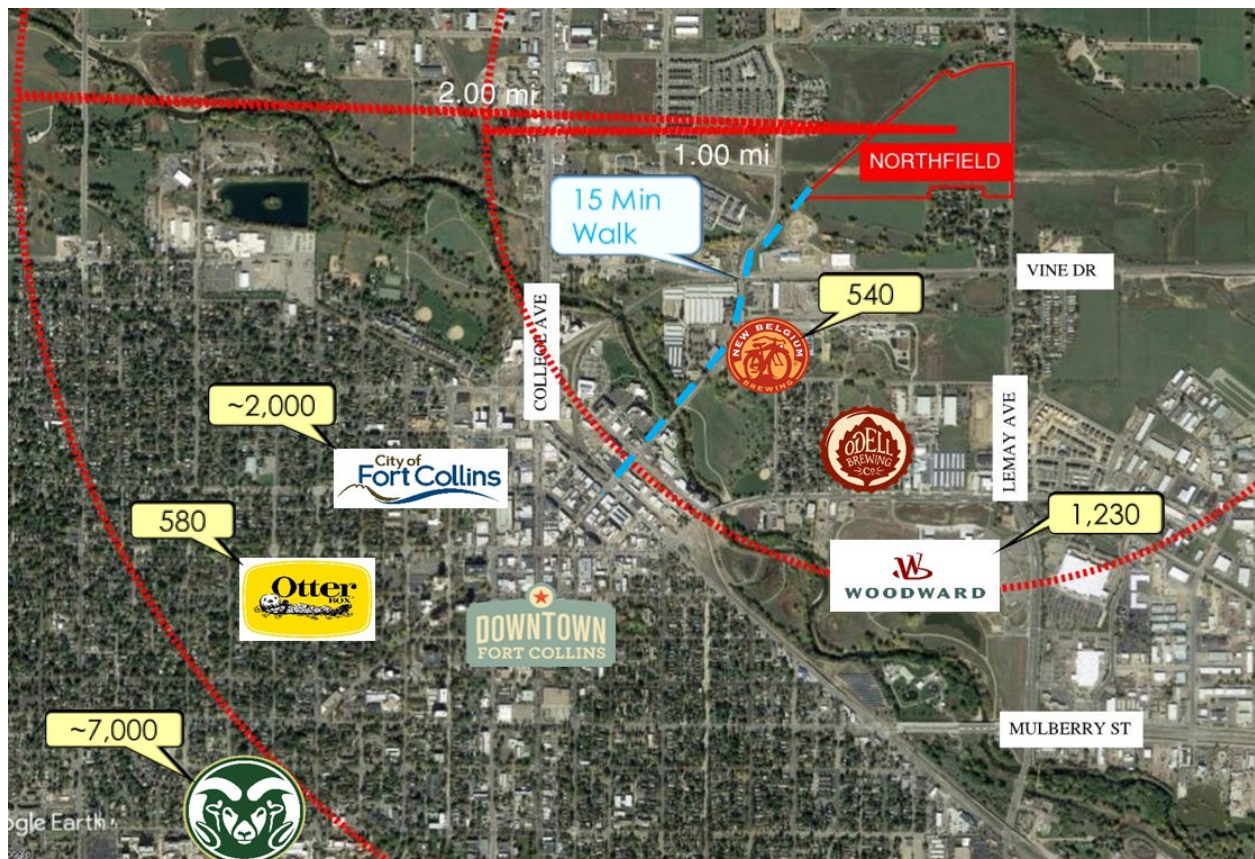 2.00 mi
1.00 mi
NORTHFIELD
15 Min
Walk
VINE DR
540
NEW BELGIUM
BREWING
COLLEGE AVE
~2,000
City of
Fort Collins
ODELL
BREWING
CO
LEMAY AVE
580
1,230
Otter
BOX
W
WOODWARD
DOWNTOWN
FORT COLLINS
~7,000
MULBERRY ST
ogle Earth